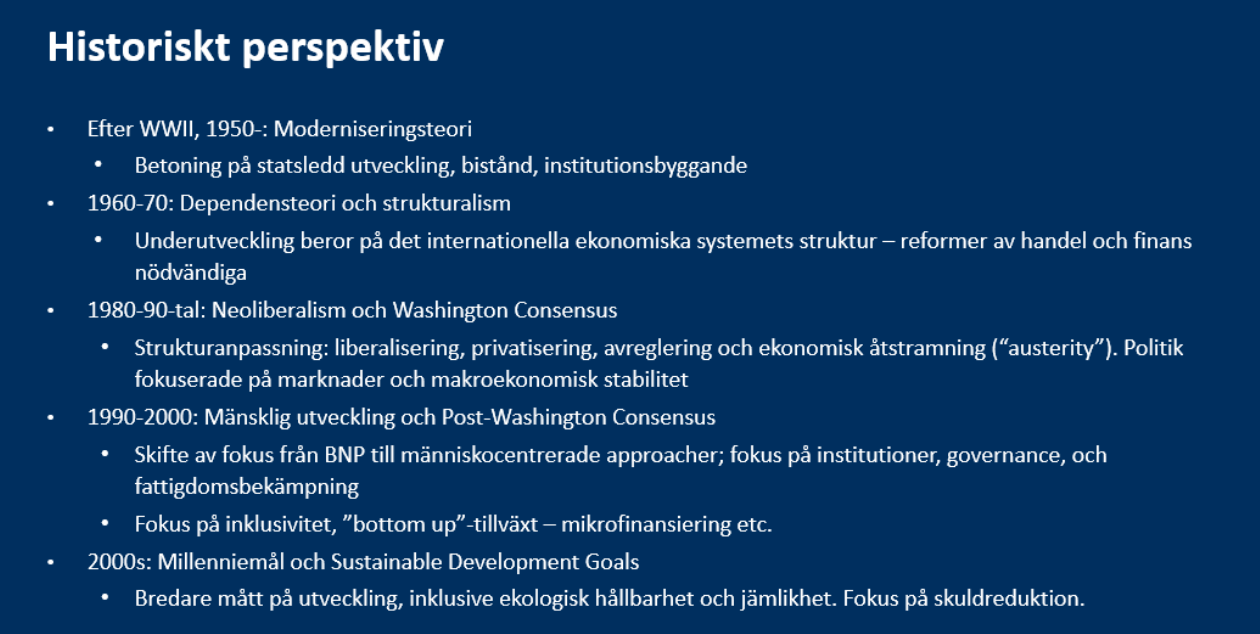 Historiskt perspektiv
• Efter WWII, 1950-: Moderniseringsteori
• Betoning på statsledd utveckling, bistånd, institutionsbyggande
• 1960-70: Dependensteori och strukturalism
• Underutveckling beror på det internationella ekonomiska systemets struktur – reformer av handel och finans
nödvändiga
• 1980-90-tal: Neoliberalism och Washington Consensus
• Strukturanpassning: liberalisering, privatisering, avreglering och ekonomisk åtstramning (“austerity”). Politik
fokuserade på marknader och makroekonomisk stabilitet
• 1990-2000: Mänsklig utveckling och Post-Washington Consensus
• Skifte av fokus från BNP till människocentrerade approacher; fokus på institutioner, governance, och
fattigdomsbekämpning
• Fokus på inklusivitet, ”bottom up”-tillväxt – mikrofinansiering etc.
• 2000s: Millenniemål och Sustainable Development Goals
• Bredare mått på utveckling, inklusive ekologisk hållbarhet och jämlikhet. Fokus på skuldreduktion.